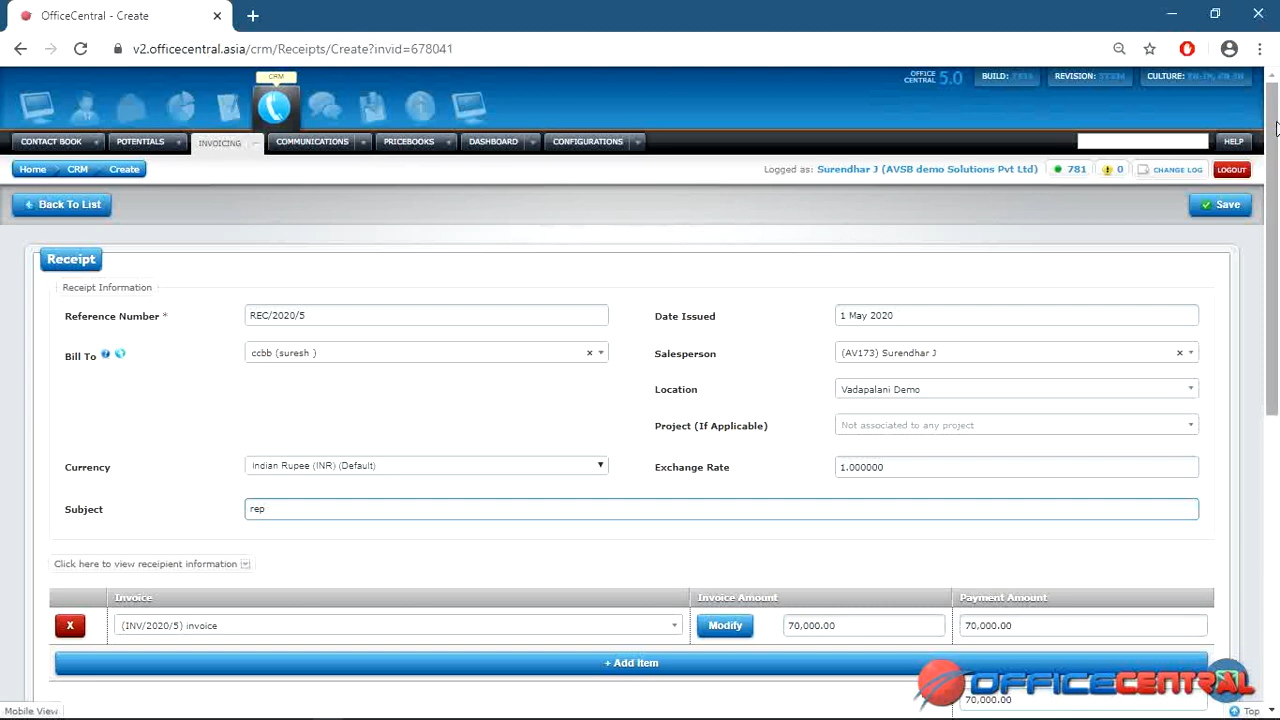 OfficeCentral - Create
v2.officecentral.asia/crm/Receipts/Create?invid=678041
CRM
OFFICE CENTRAL 5.0
BUILD:
REVISION:
CULTURE:
CONTACT BOOK
POTENTIALS
INVOICING
COMMUNICATIONS
PRICEBOOKS
DASHBOARD
CONFIGURATIONS
HELP
Home
CRM
Create
Logged as: Surendhar J (AVSB demo Solutions Pvt Ltd)
781
0
CHANGE LOG
LOGOUT
Back To List
Save
Receipt
Receipt Information
Reference Number *
REC/2020/5
Date Issued
1 May 2020
Bill To
ccbb (suresh )
Salesperson
(AV173) Surendhar J
Location
Vadapalani Demo
Project (If Applicable)
Not associated to any project
Currency
Indian Rupee (INR) (Default)
Exchange Rate
1.000000
Subject
rep
Click here to view receipient information
Invoice
Invoice Amount
Payment Amount
X
(INV/2020/5) invoice
Modify
70,000.00
70,000.00
+ Add Item
70,000.00
OFFICECENTRAL
Mobile View
Top